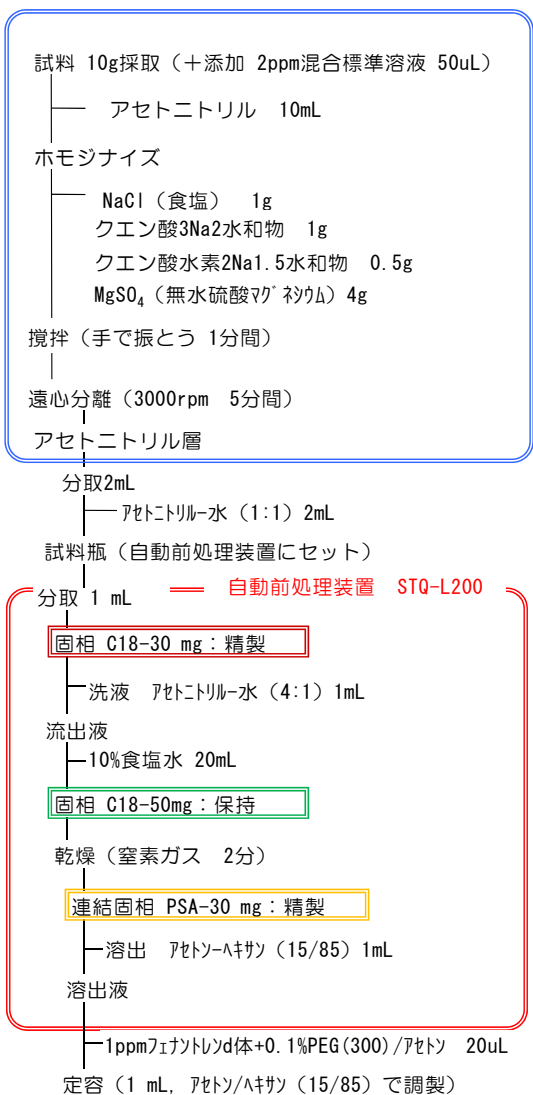 試料 10g採取（＋添加 2ppm混合標準溶液 50uL）
アセトニトリル 10mL
ホモジナイズ
NaCl（食塩） 1g
クエン酸3Na2水和物 1g
クエン酸水素2Na1.5水和物 0.5g
MgSO₄（無水硫酸ﾏｸﾞﾈｼｳﾑ）4g
撹拌（手で振とう 1分間）
遠心分離（3000rpm 5分間）
アセトニトリル層
分取2mL
ｱｾﾄﾆﾄﾘﾙｰ水（1:1）2mL
試料瓶（自動前処理装置にセット）
自動前処理装置 STQ-L200
分取 1 mL
固相 C18-30 mg：精製
洗液 ｱｾﾄﾆﾄﾘﾙｰ水（4:1）1mL
流出液
10%食塩水 20mL
固相 C18-50mg：保持
乾燥（窒素ガス 2分）
連結固相 PSA-30 mg：精製
溶出 ｱｾﾄﾝｰﾍｷｻﾝ（15/85）1mL
溶出液
1ppmﾌｪﾅﾝﾄﾚﾝd体+0.1%PEG(300)/ｱｾﾄﾝ 20uL
定容（1 mL, ｱｾﾄﾝ/ﾍｷｻﾝ（15/85）で調製）